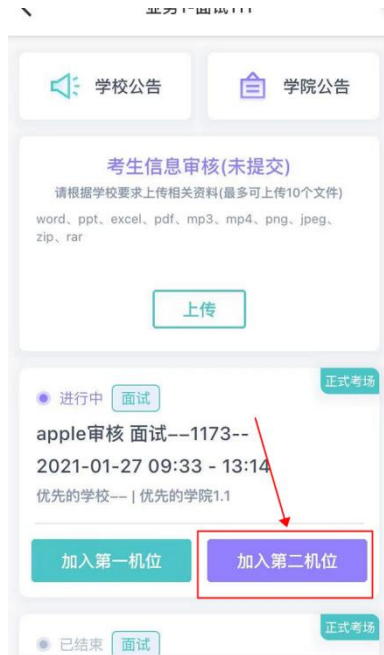 学校公告
学院公告
考生信息审核(未提交)
请根据学校要求上传相关资料(最多可上传10个文件)
word、ppt、excel、pdf、mp3、mp4、png、jpeg、
zip、rar
上传
正式考场
进行中 面试
apple审核 面试––1173--
2021-01-27 09:33 - 13:14
优先的学校–– | 优先的学院1.1
加入第一机位
加入第二机位
正式考场
已结束 面试